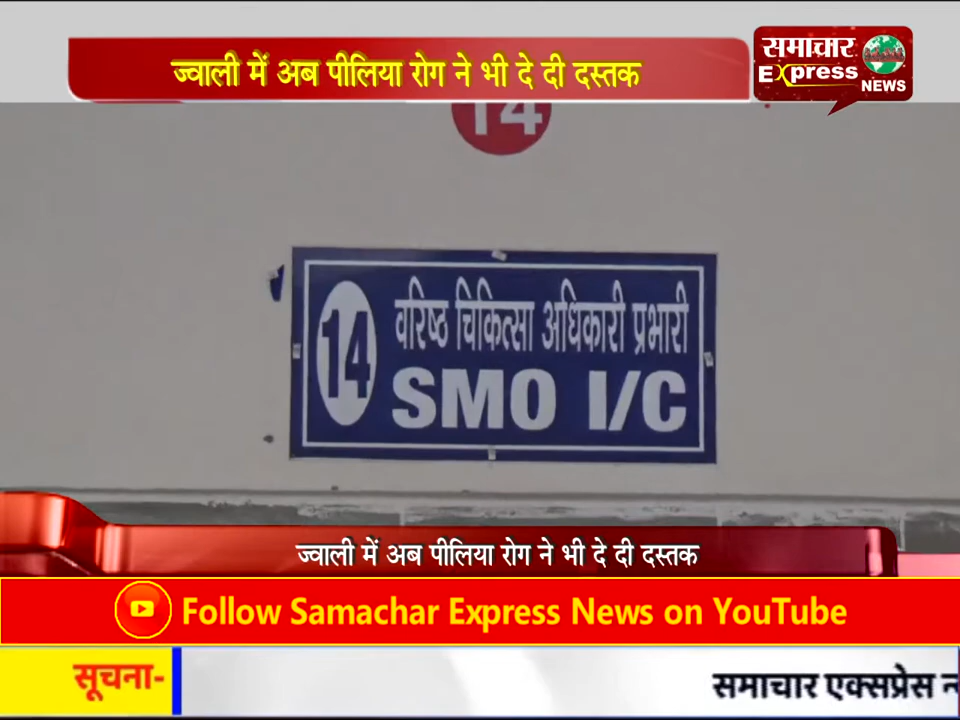 ज्वाली में अब पीलिया रोग ने भी दे दी दस्तक
समाचार
Express
NEWS
14
14
वरिष्ठ चिकित्सा अधिकारी प्रभारी
SMO I/C
ज्वाली में अब पीलिया रोग ने भी दे दी दस्तक
Follow Samachar Express News on YouTube
सूचना-
समाचार एक्सप्रेस